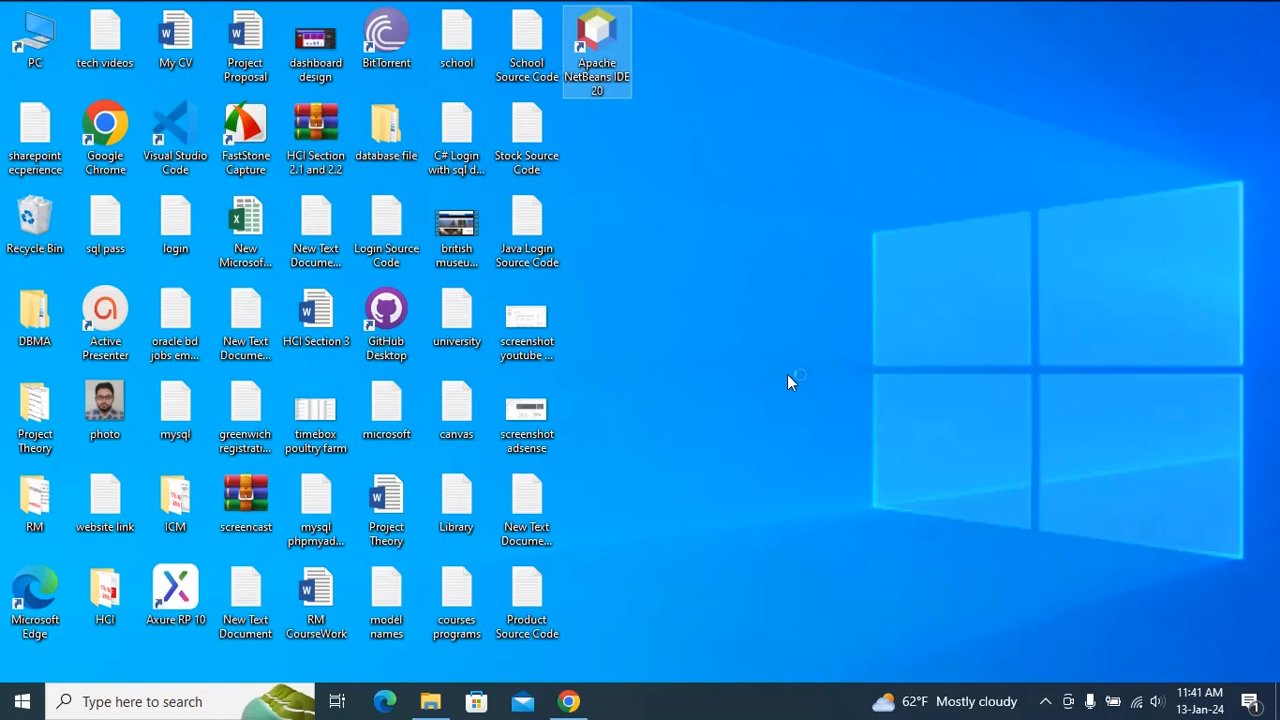 PC
tech videos
My CV
Project
Proposal
dashboard
design
BitTorrent
school
School
Source Code
Apache
NetBeans IDE
20
sharepoint
ecperience
Google
Chrome
Visual Studio
Code
FastStone
Capture
HCI Section
2.1 and 2.2
database file
C# Login
with sql d...
Stock Source
Code
Recycle Bin
sql pass
login
New
Microsof...
New Text
Docume...
Login Source
Code
british
museu...
Java Login
Source Code
DBMA
Active
Presenter
oracle bd
jobs em...
New Text
Docume...
HCI Section 3
GitHub
Desktop
university
screenshot
youtube ...
Project
Theory
photo
mysql
greenwich
registrati...
timebox
poultry farm
microsoft
canvas
screenshot
adsense
RM
website link
ICM
screencast
mysql
phpmyad...
Project
Theory
Library
New Text
Docume...
Microsoft
Edge
HCI
Axure RP 10
New Text
Document
RM
CourseWork
model
names
courses
programs
Product
Source Code
Type here to search
62°F Mostly cloudy
11:41 AM
13-Jan-24
1